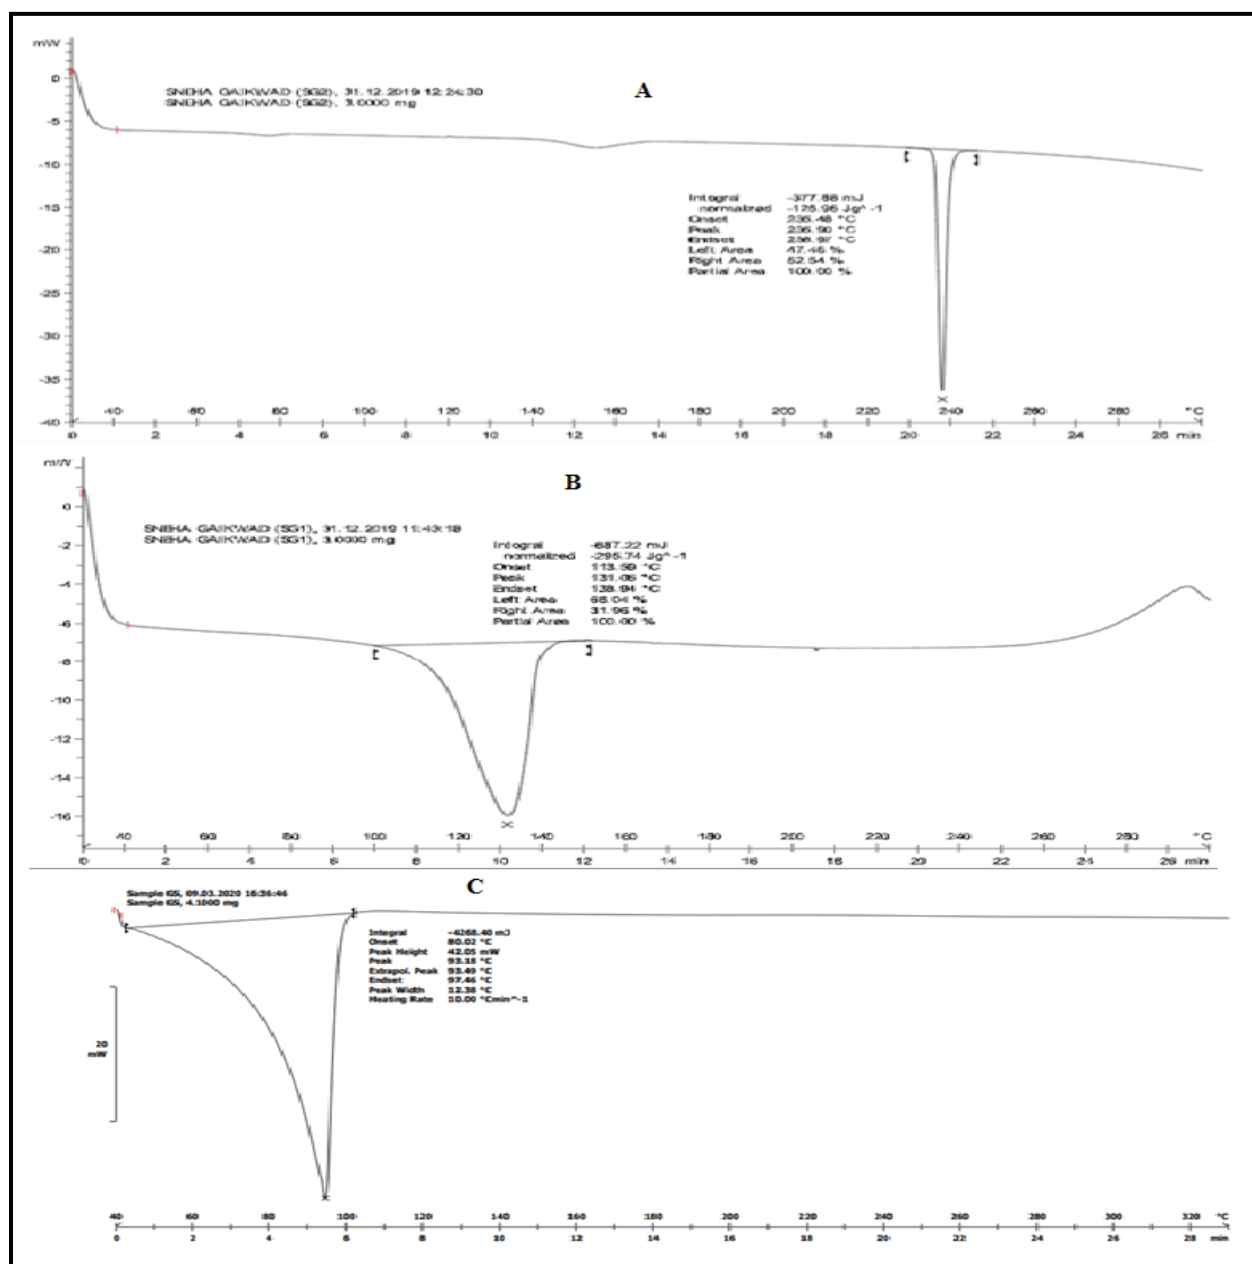 mW
A
SNEHA GAIKWAD (SG2), 31.12.2019 12:24:30
SNEHA GAIKWAD (SG2), 3.0000 mg
0
-5
-10
-15
-20
-25
-30
-35
-40
Integral -377.88 mJ
normalized -125.96 Jg^-1
Onset 235.48 °C
Peak 236.90 °C
Endset 238.97 °C
Left Area 47.46 %
Right Area 52.54 %
Partial Area 100.00 %
40 60 80 100 120 140 160 180 200 220 240 260 280 °C
0 2 4 6 8 10 12 14 16 18 20 22 24 26 min
mW
B
SNEHA GAIKWAD (SG1), 31.12.2019 11:43:18
SNEHA GAIKWAD (SG1), 3.0000 mg
0
-2
-4
-6
-8
-10
-12
-14
-16
Integral -687.22 mJ
normalized -295.74 Jg^-1
Onset 113.59 °C
Peak 131.06 °C
Endset 138.94 °C
Left Area 68.04 %
Right Area 31.96 %
Partial Area 100.00 %
40 60 80 100 120 140 160 180 200 220 240 260 280 °C
0 2 4 6 8 10 12 14 16 18 20 22 24 26 min
C
Sample GS, 09.03.2020 16:36:46
Sample GS, 4.1000 mg
Integral -4268.40 mJ
Onset 80.02 °C
Peak Height 42.05 mW
Peak 93.18 °C
Extrapol. Peak 93.49 °C
Endset 97.46 °C
Peak Width 12.38 °C
Heating Rate 10.00 °Cmin^-1
20
mW
40 60 80 100 120 140 160 180 200 220 240 260 280 300 320 °C
0 2 4 6 8 10 12 14 16 18 20 22 24 26 28 min